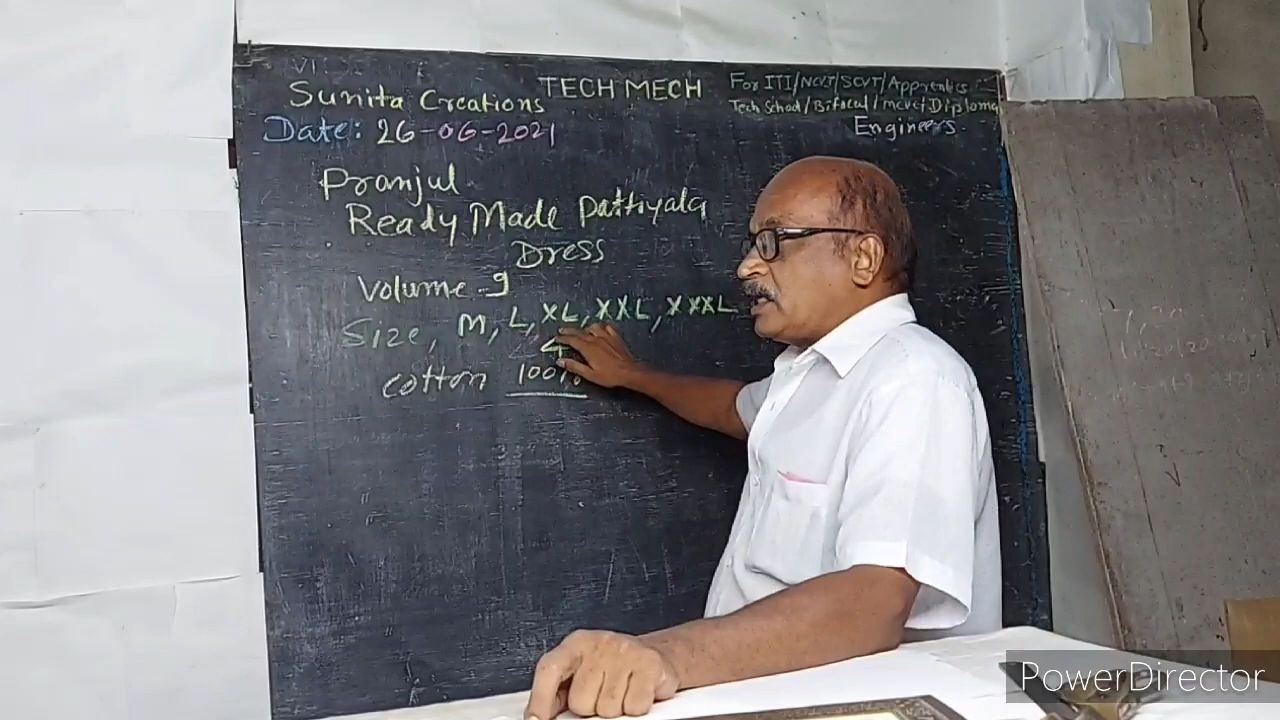 Sunita Creations
TECH MECH
For ITI/NCVT/SCVT/Apprentics
Tech School/Bifocal/mcvc+Diploma
Engineers.
Date: 26-06-2021
Pranjul
Ready Made Pattiyala
Dress
Volume-9
Size, M, L, XL, XXL, XXXL
Cotton 100%
PowerDirector